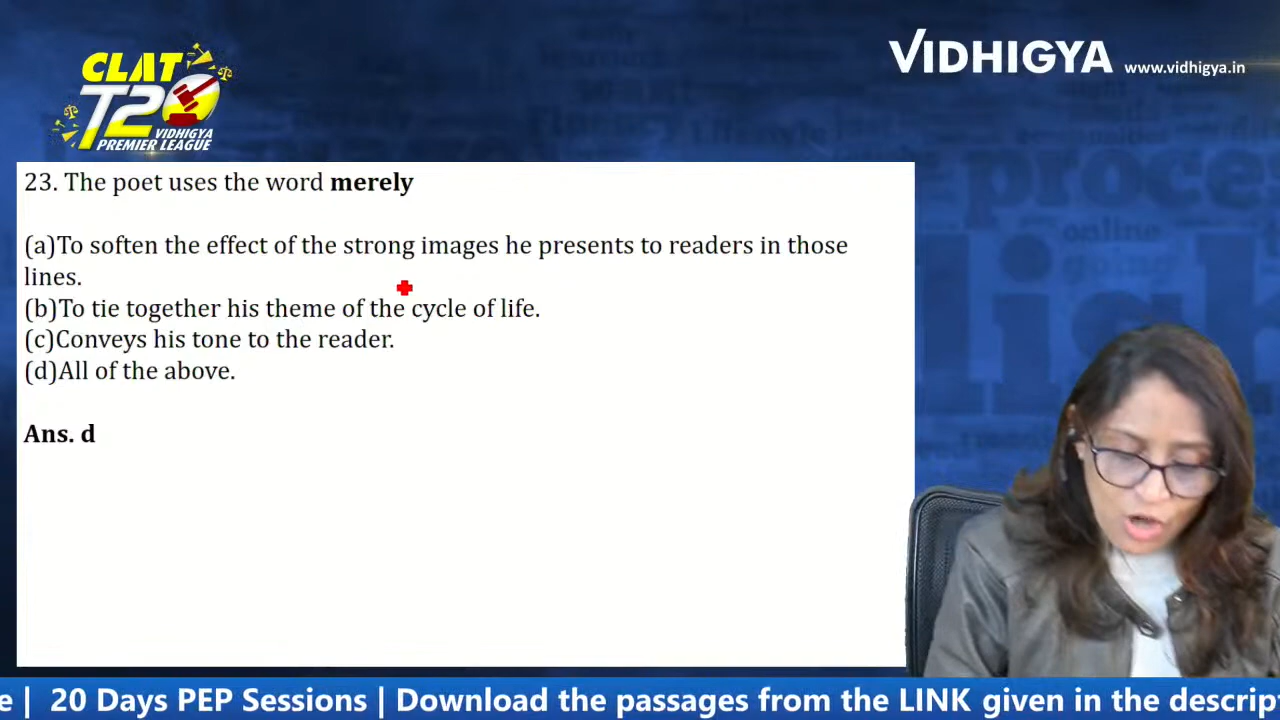 CLAT
T20
VIDHIGYA
PREMIER LEAGUE
VIDHIGYA www.vidhigya.in
23. The poet uses the word merely
(a)To soften the effect of the strong images he presents to readers in those
lines.
(b)To tie together his theme of the cycle of life.
(c)Conveys his tone to the reader.
(d)All of the above.
Ans. d
e | 20 Days PEP Sessions | Download the passages from the LINK given in the descrip